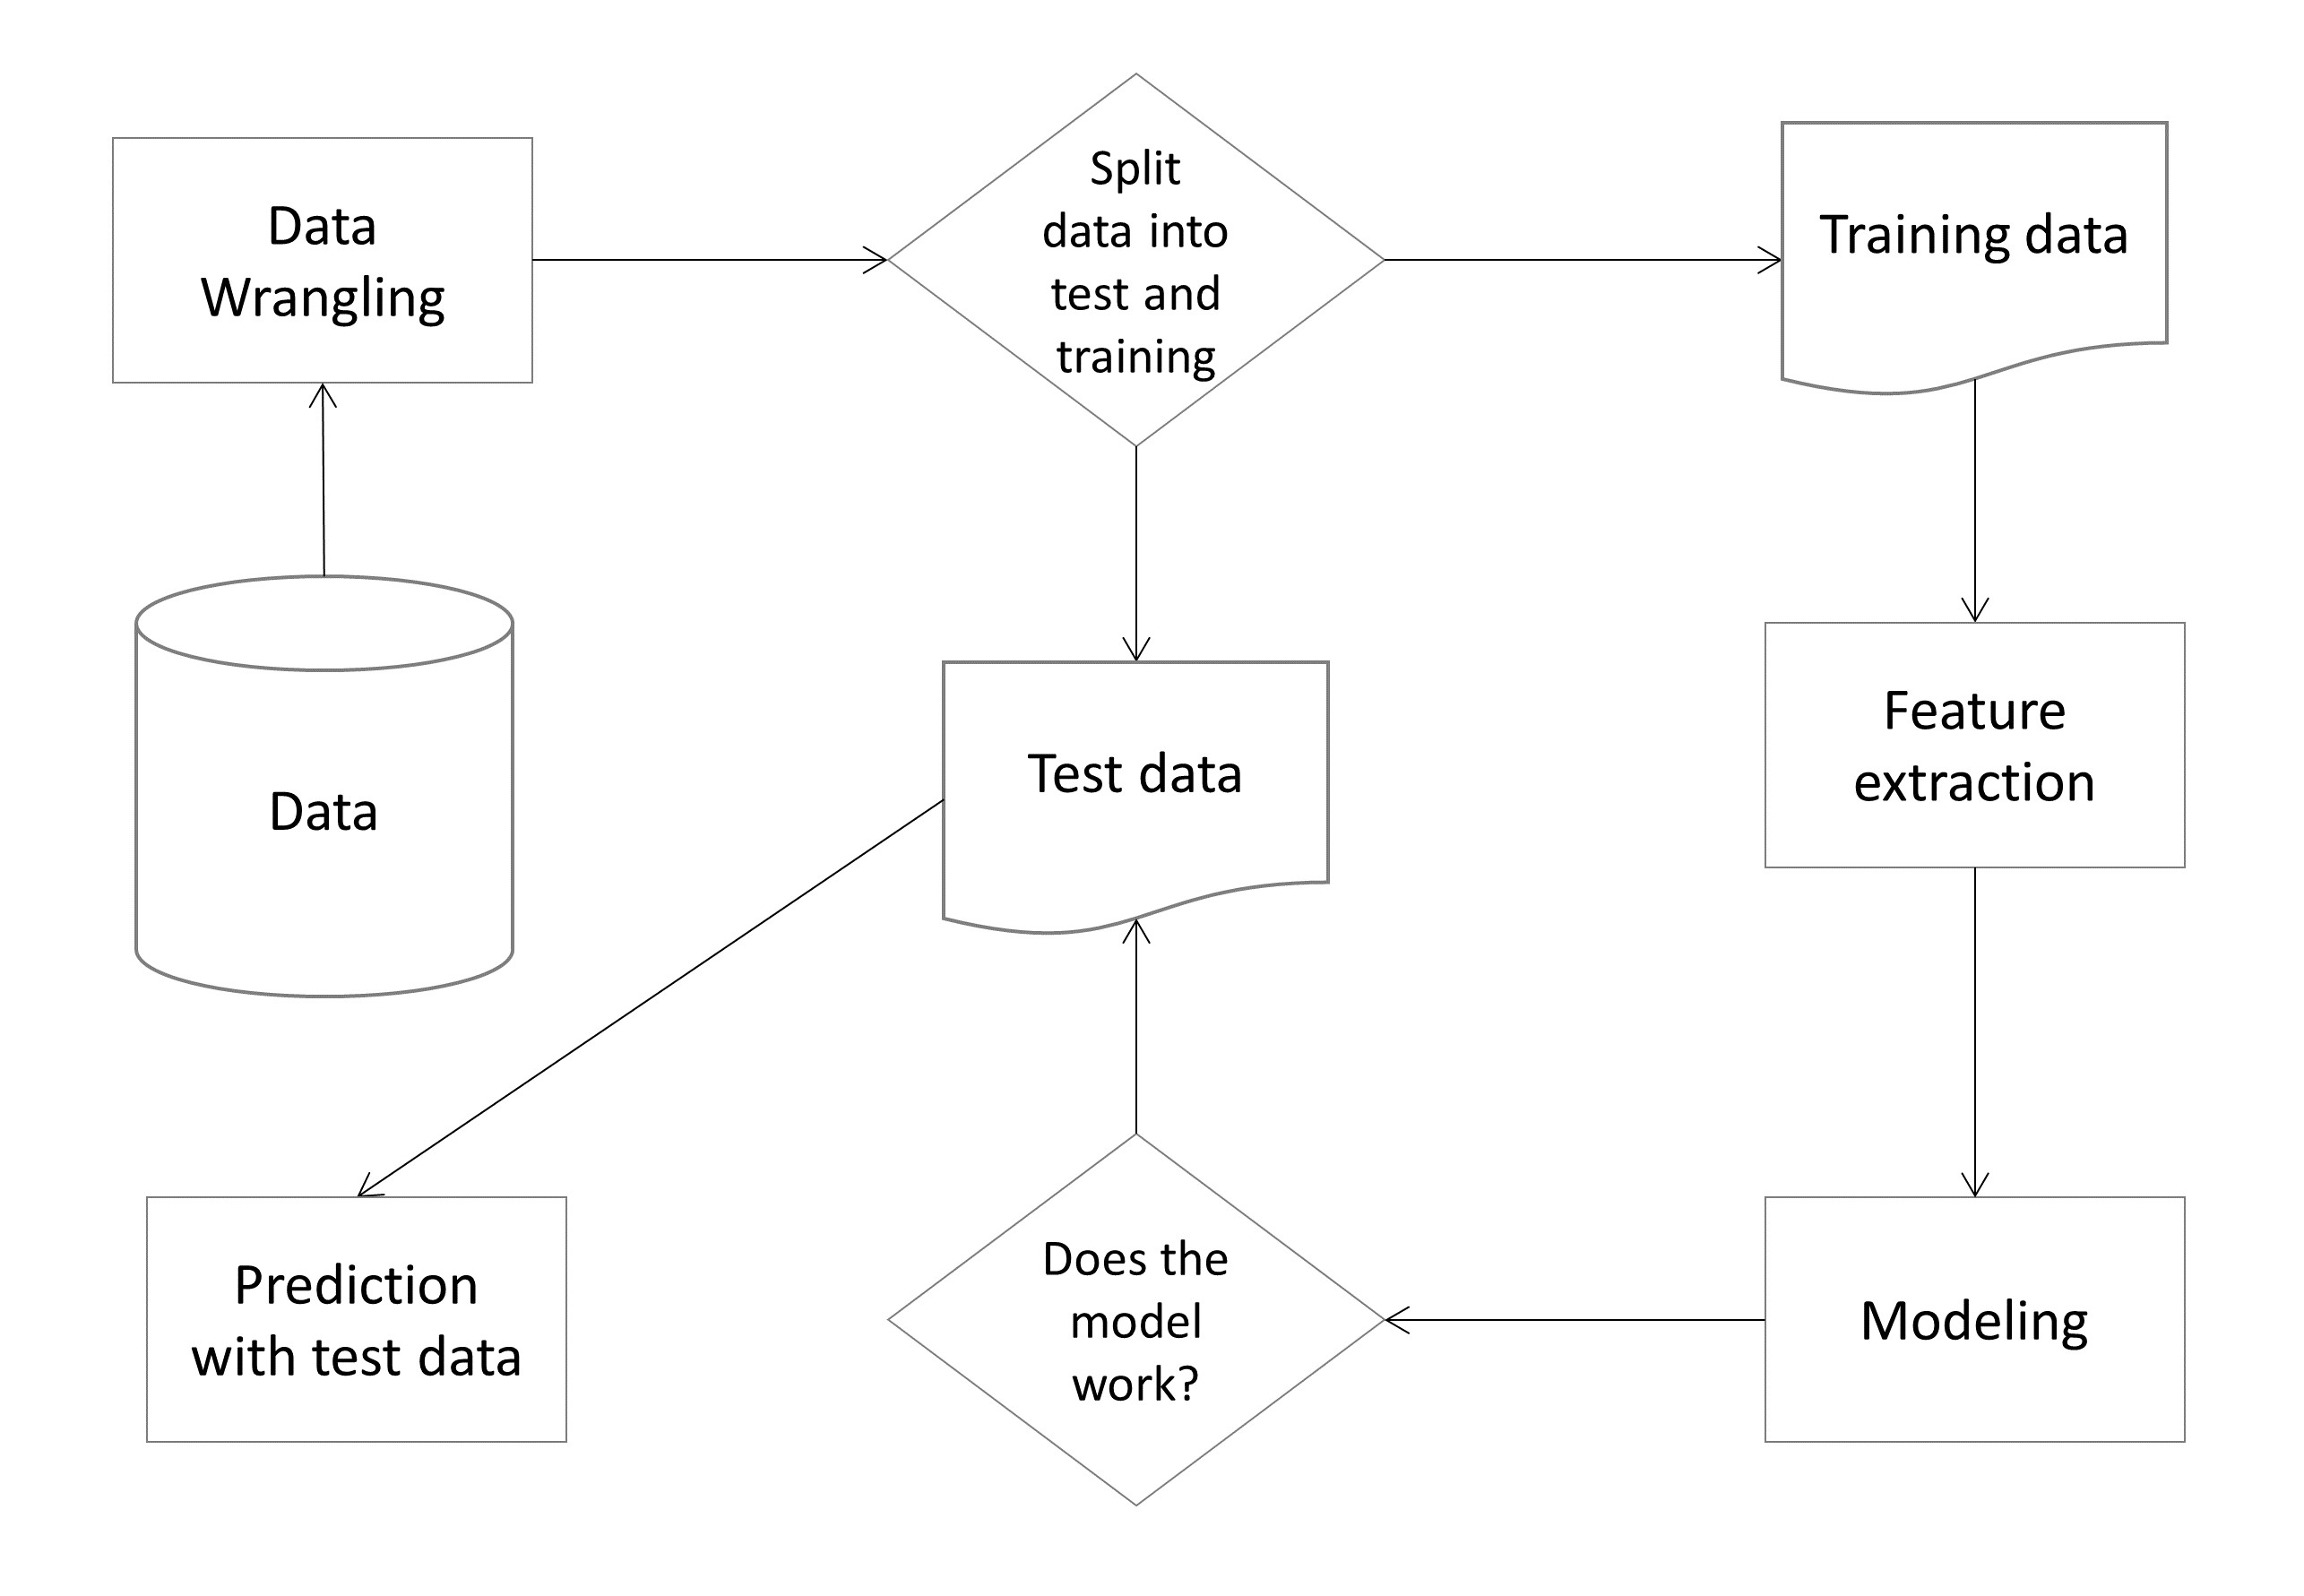 Data
Wrangling
Split
data into
test and
training
Training data
Data
Test data
Feature
extraction
Prediction
with test data
Does the
model
work?
Modeling